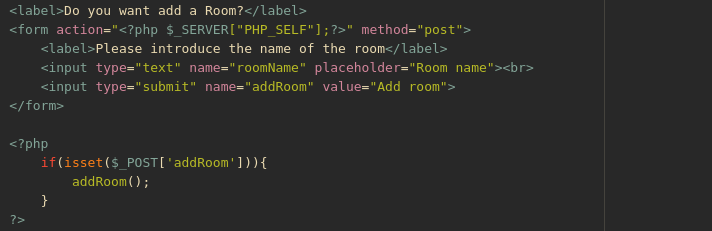 <label>Do you want add a Room?</label>
<form action="<?php $_SERVER["PHP_SELF"];?>" method="post">
    <label>Please introduce the name of the room</label>
    <input type="text" name="roomName" placeholder="Room name"><br>
    <input type="submit" name="addRoom" value="Add room">
</form>

<?php
    if(isset($_POST['addRoom'])){
        addRoom();
    }
?>